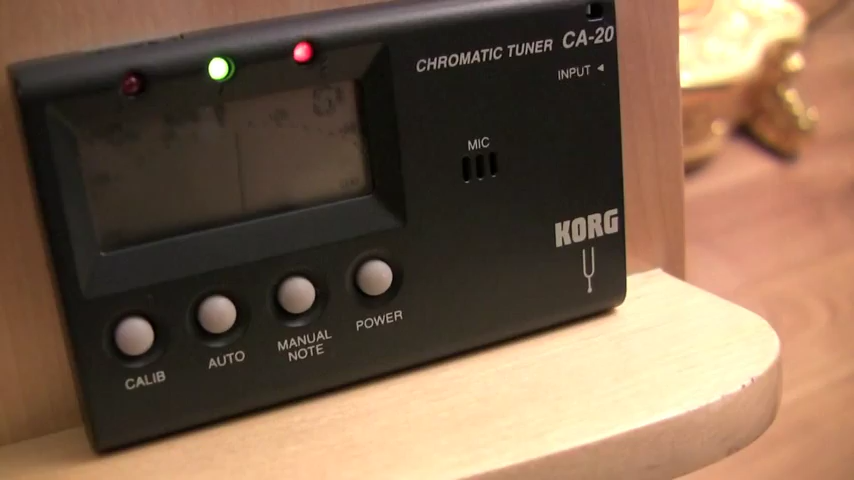 CHROMATIC TUNER CA-20
INPUT ◀
MIC
KORG
CALIB
AUTO
MANUAL
NOTE
POWER